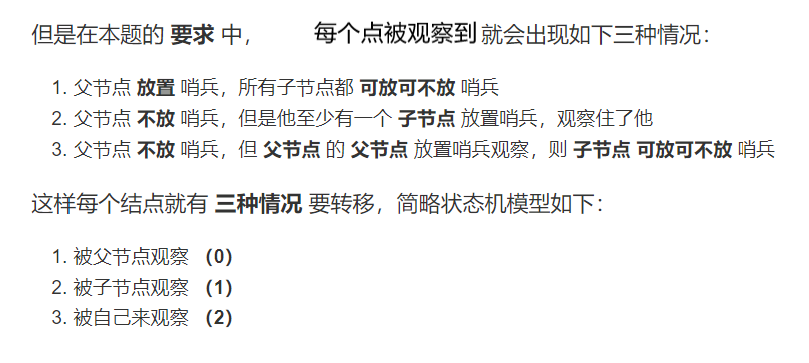 但是在本题的 要求 中， 每个点被观察到 就会出现如下三种情况：
1. 父节点 放置 哨兵，所有子节点都 可放可不放 哨兵
2. 父节点 不放 哨兵，但是他至少有一个 子节点 放置哨兵，观察住了他
3. 父节点 不放 哨兵，但 父节点 的 父节点 放置哨兵观察，则 子节点 可放可不放 哨兵
这样每个结点就有 三种情况 要转移，简略状态机模型如下：
1. 被父节点观察 （0）
2. 被子节点观察 （1）
3. 被自己来观察 （2）